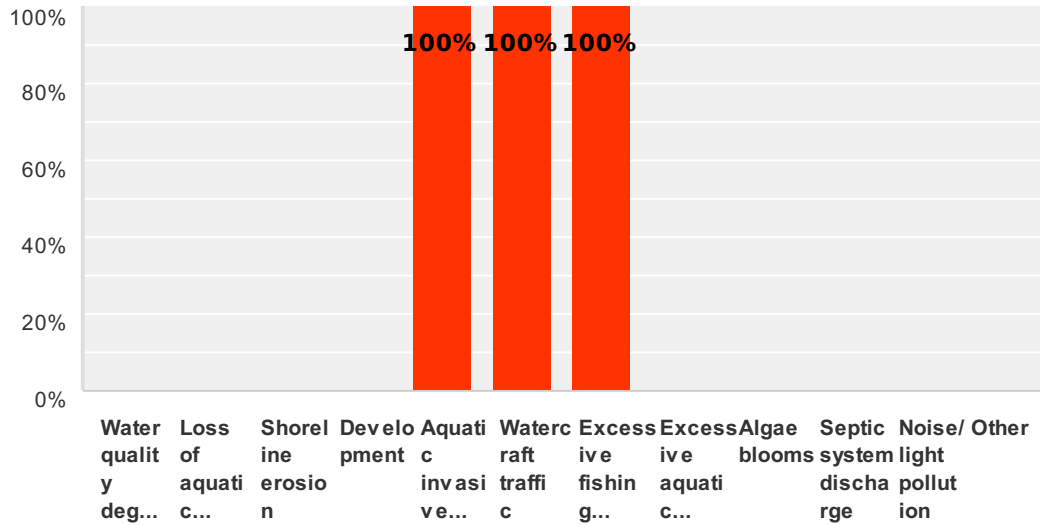 100%
80%
60%
40%
20%
0%
100% 100% 100%
Water
qualit
y
deg...
Loss
of
aquati
c...
Shorel
ine
erosio
n
Develo
pment
Aquati
c
invasi
ve...
Waterc
raft
traffi
c
Excess
ive
fishin
g...
Excess
ive
aquati
c...
Algae
blooms
Septic
system
discha
rge
Noise/
light
pollut
ion
Other